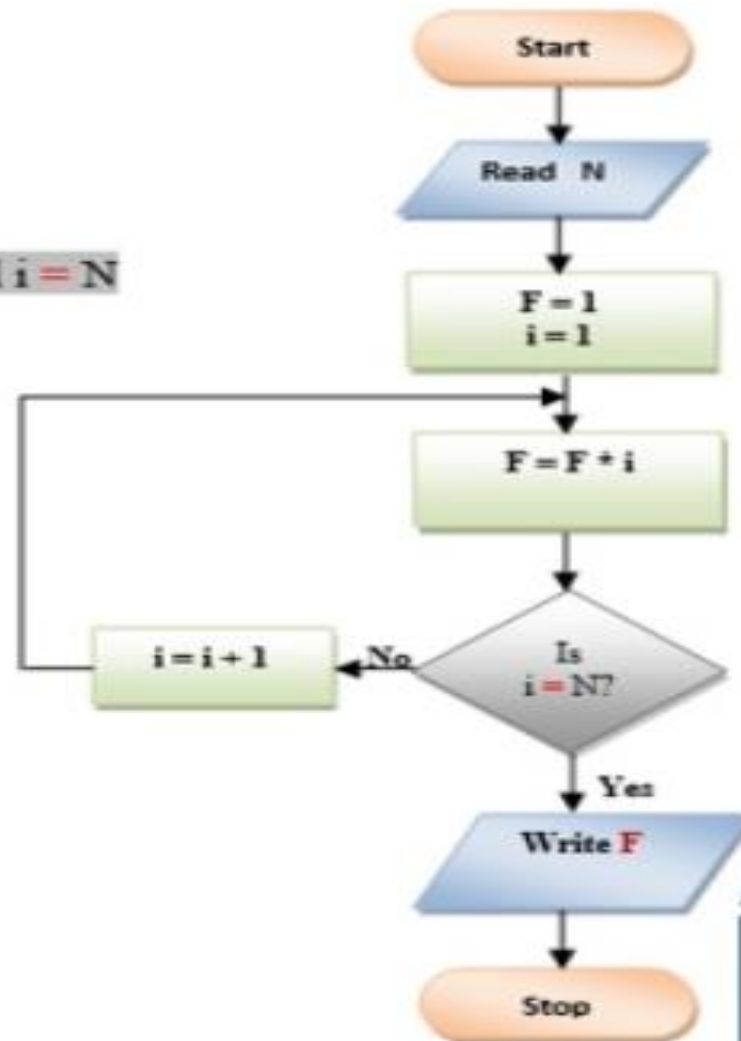 Start
Read N
i = N
F = 1
i = 1
F = F * i
Is
i = N?
No
i = i + 1
Yes
Write F
Stop